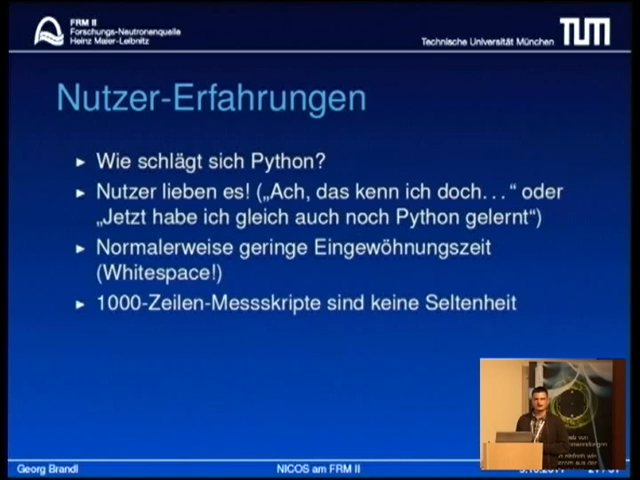 FRM II
Forschungs-Neutronenquelle
Heinz Maier-Leibnitz
Technische Universität München
TUM
Nutzer-Erfahrungen
Wie schlägt sich Python?
Nutzer lieben es! („Ach, das kenn ich doch…“ oder
„Jetzt habe ich gleich auch noch Python gelernt“)
Normalerweise geringe Eingewöhnungszeit
(Whitespace!)
1000-Zeilen-Messskripte sind keine Seltenheit
Georg Brandl
NICOS am FRM II